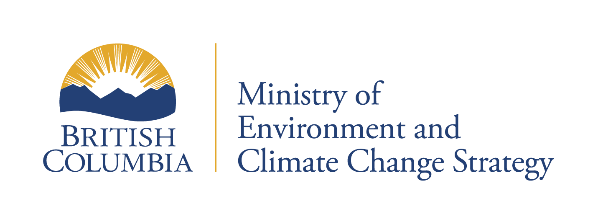 BRITISH
COLUMBIA
Ministry of
Environment and
Climate Change Strategy